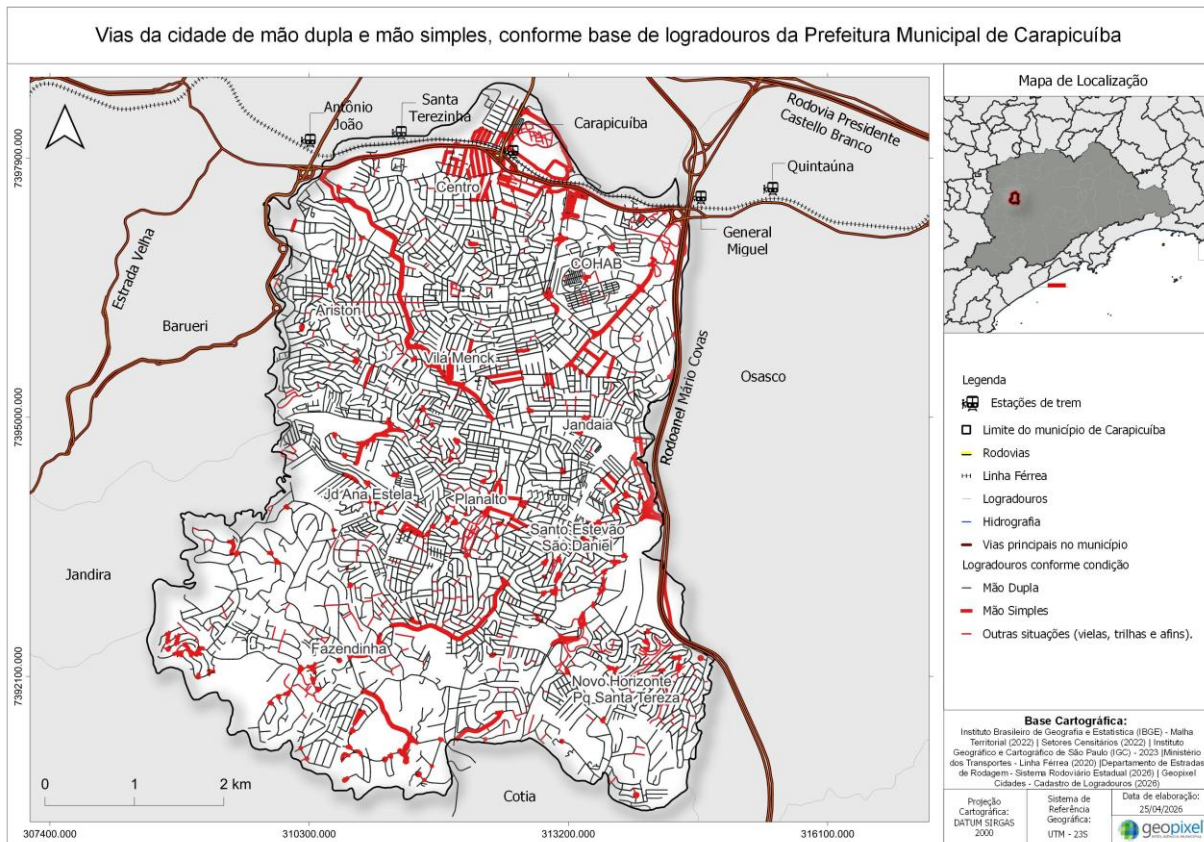 Vias da cidade de mão dupla e mão simples, conforme base de logradouros da Prefeitura Municipal de Carapicuíba
Antônio
João
Santa
Terezinha
Carapicuíba
Rodovia Presidente
Castello Branco
Quintaúna
General
Miguel
Centro
COHAB
Estrada Velha
Barueri
Ariston
Vila Menck
Rodoanel Mário Covas
Osasco
Jandaia
Jd Ana Estela
Planalto
Santo Estevão
São Daniel
Jandira
Fazendinha
Novo Horizonte
Pq Santa Tereza
Cotia
0 1 2 km
7397900.000
7395000.000
7392100.000
307400.000
310300.000
313200.000
316100.000
Mapa de Localização
Legenda
Estações de trem
Limite do município de Carapicuíba
Rodovias
Linha Férrea
Logradouros
Hidrografia
Vias principais no município
Logradouros conforme condição
Mão Dupla
Mão Simples
Outras situações (vielas, trilhas e afins).
Base Cartográfica:
Instituto Brasileiro de Geografia e Estatística (IBGE) - Malha
Territorial (2022) | Setores Censitários (2022) | Instituto
Geográfico e Cartográfico de São Paulo (IGC) - 2023 |Ministério
dos Transportes - Linha Férrea (2020) |Departamento de Estradas
de Rodagem - Sistema Rodoviário Estadual (2026) | Geopixel
Cidades - Cadastro de Logradouros (2026)
Projeção
Cartográfica:
DATUM SIRGAS
2000
Sistema de
Referência
Geográfica:
UTM - 23S
Data de elaboração:
25/04/2026
geopixel